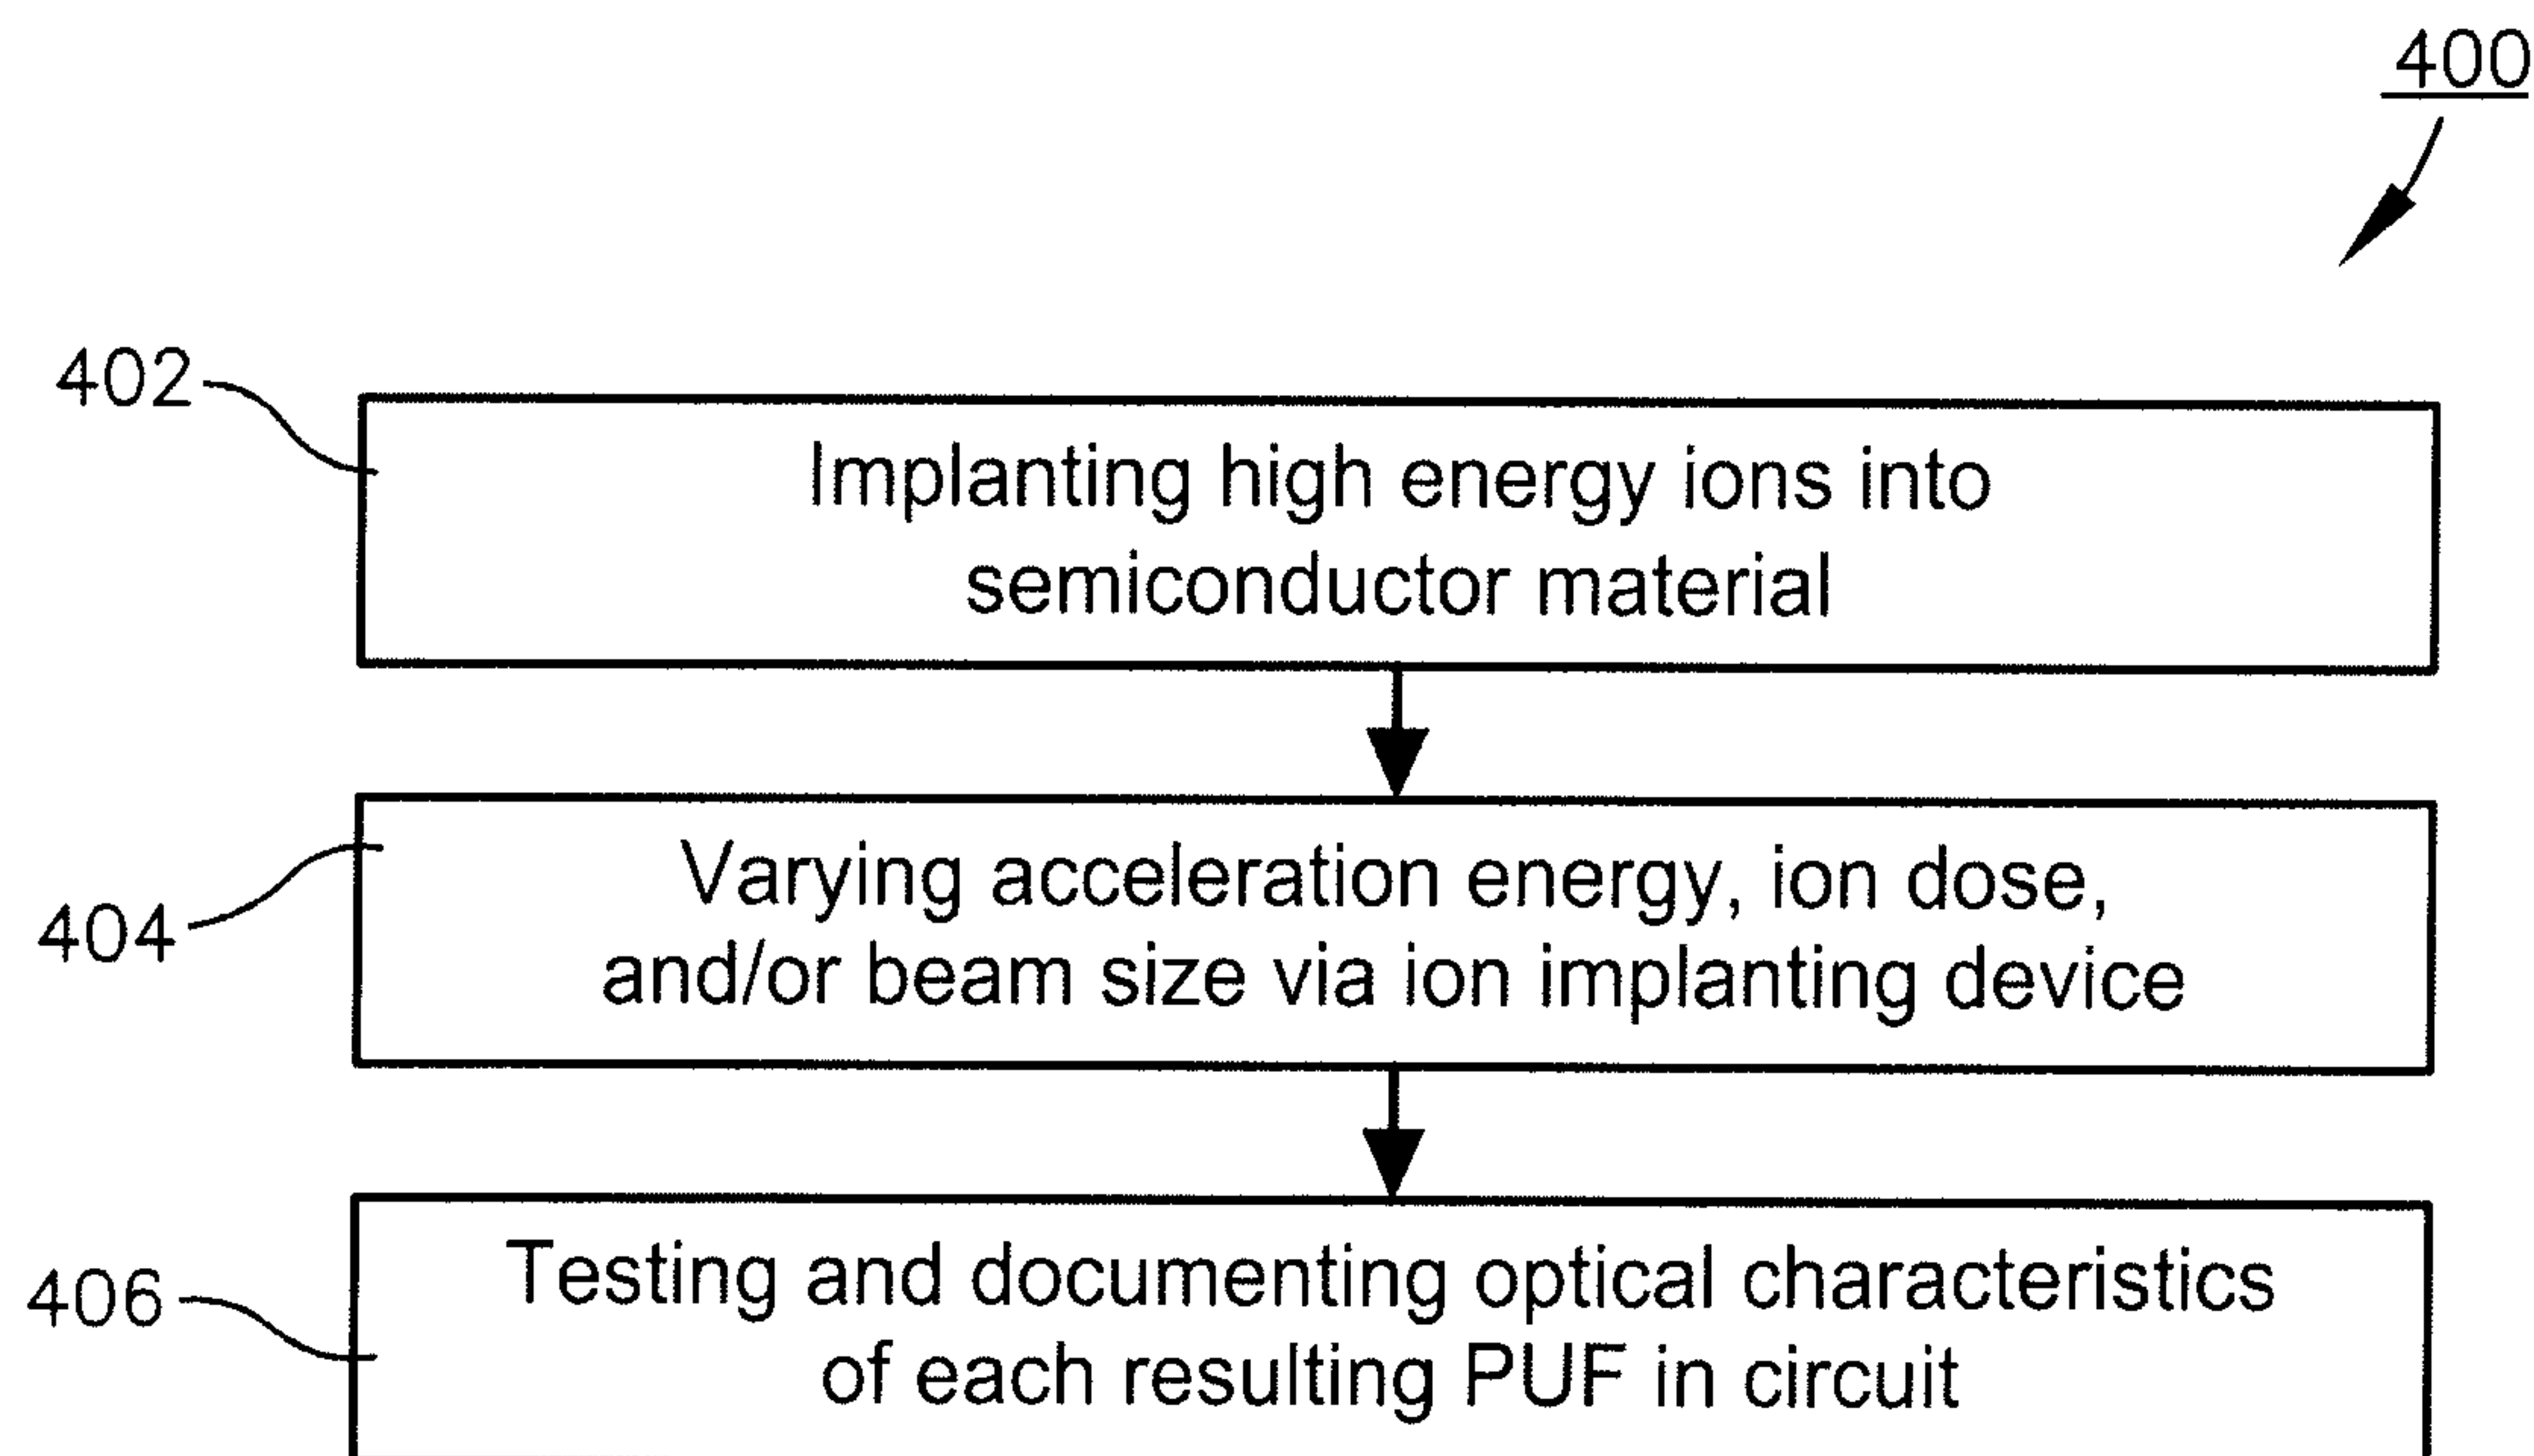 400
402
Implanting high energy ions into
semiconductor material
404
Varying acceleration energy, ion dose,
and/or beam size via ion implanting device
406
Testing and documenting optical characteristics
of each resulting PUF in circuit